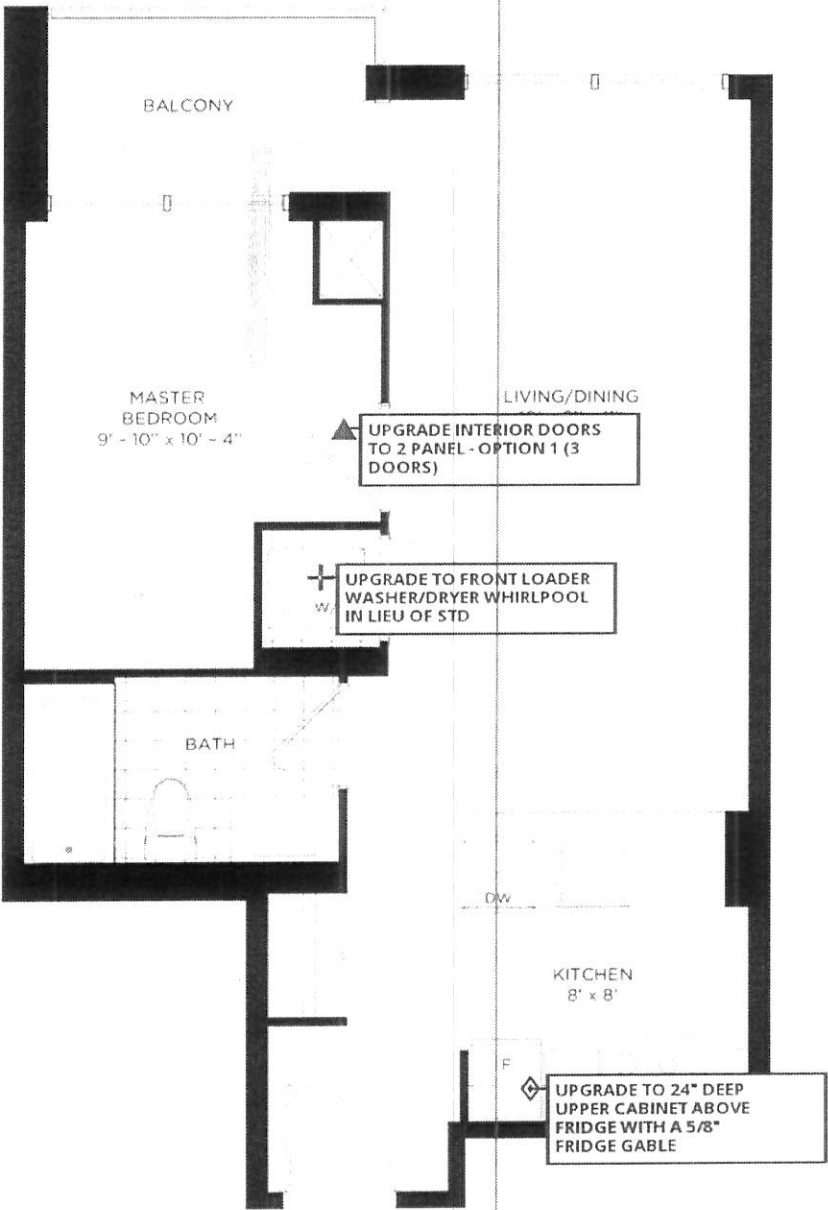 BALCONY
MASTER
BEDROOM
9' - 10" x 10' - 4"
LIVING/DINING
UPGRADE INTERIOR DOORS
TO 2 PANEL - OPTION 1 (3
DOORS)
UPGRADE TO FRONT LOADER
WASHER/DRYER WHIRLPOOL
IN LIEU OF STD
W/
BATH
DW
KITCHEN
8' x 8'
F
UPGRADE TO 24" DEEP
UPPER CABINET ABOVE
FRIDGE WITH A 5/8"
FRIDGE GABLE